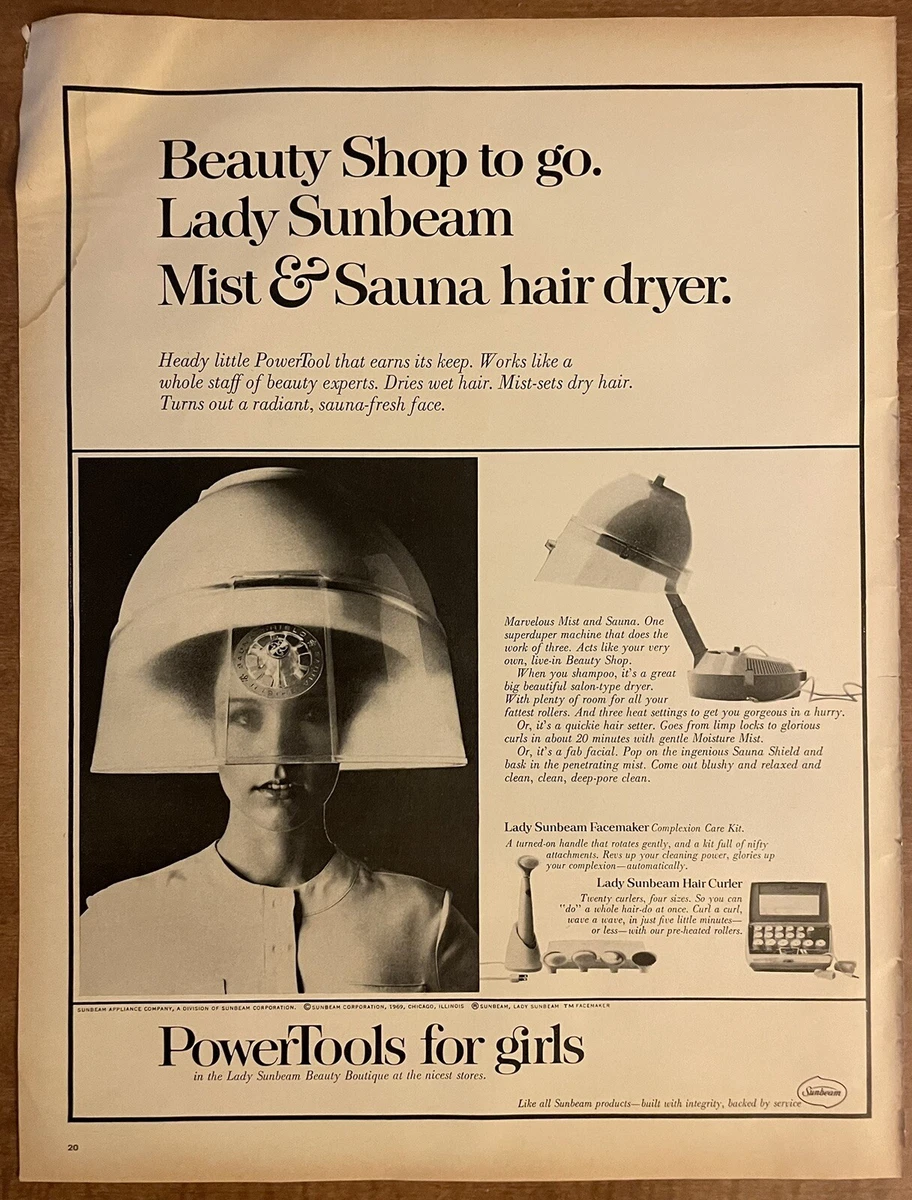 Beauty Shop to go.
Lady Sunbeam
Mist & Sauna hair dryer.
Heady little PowerTool that earns its keep. Works like a
whole staff of beauty experts. Dries wet hair. Mist-sets dry hair.
Turns out a radiant, sauna-fresh face.
Marvelous Mist and Sauna. One
superduper machine that does the
work of three. Acts like your very
own, live-in Beauty Shop.
When you shampoo, it's a great
big beautiful salon-type dryer.
With plenty of room for all your
fattest rollers. And three heat settings to get you gorgeous in a hurry.
Or, it's a quickie hair setter. Goes from limp locks to glorious
curls in about 20 minutes with gentle Moisture Mist.
Or, it's a fab facial. Pop on the ingenious Sauna Shield and
bask in the penetrating mist. Come out blushy and relaxed and
clean, clean, deep-pore clean.
Lady Sunbeam Facemaker Complexion Care Kit.
A turned-on handle that rotates gently, and a kit full of nifty
attachments. Revs up your cleaning power, glories up
your complexion—automatically.
Lady Sunbeam Hair Curler
Twenty curlers, four sizes. So you can
"do" a whole hair-do at once. Curl a curl,
wave a wave, in just five little minutes—
or less—with our pre-heated rollers.
SUNBEAM APPLIANCE COMPANY, A DIVISION OF SUNBEAM CORPORATION. ©SUNBEAM CORPORATION, 1969, CHICAGO, ILLINOIS ®SUNBEAM, LADY SUNBEAM TM FACEMAKER
PowerTools for girls
in the Lady Sunbeam Beauty Boutique at the nicest stores.
Like all Sunbeam products—built with integrity, backed by service
Sunbeam
20